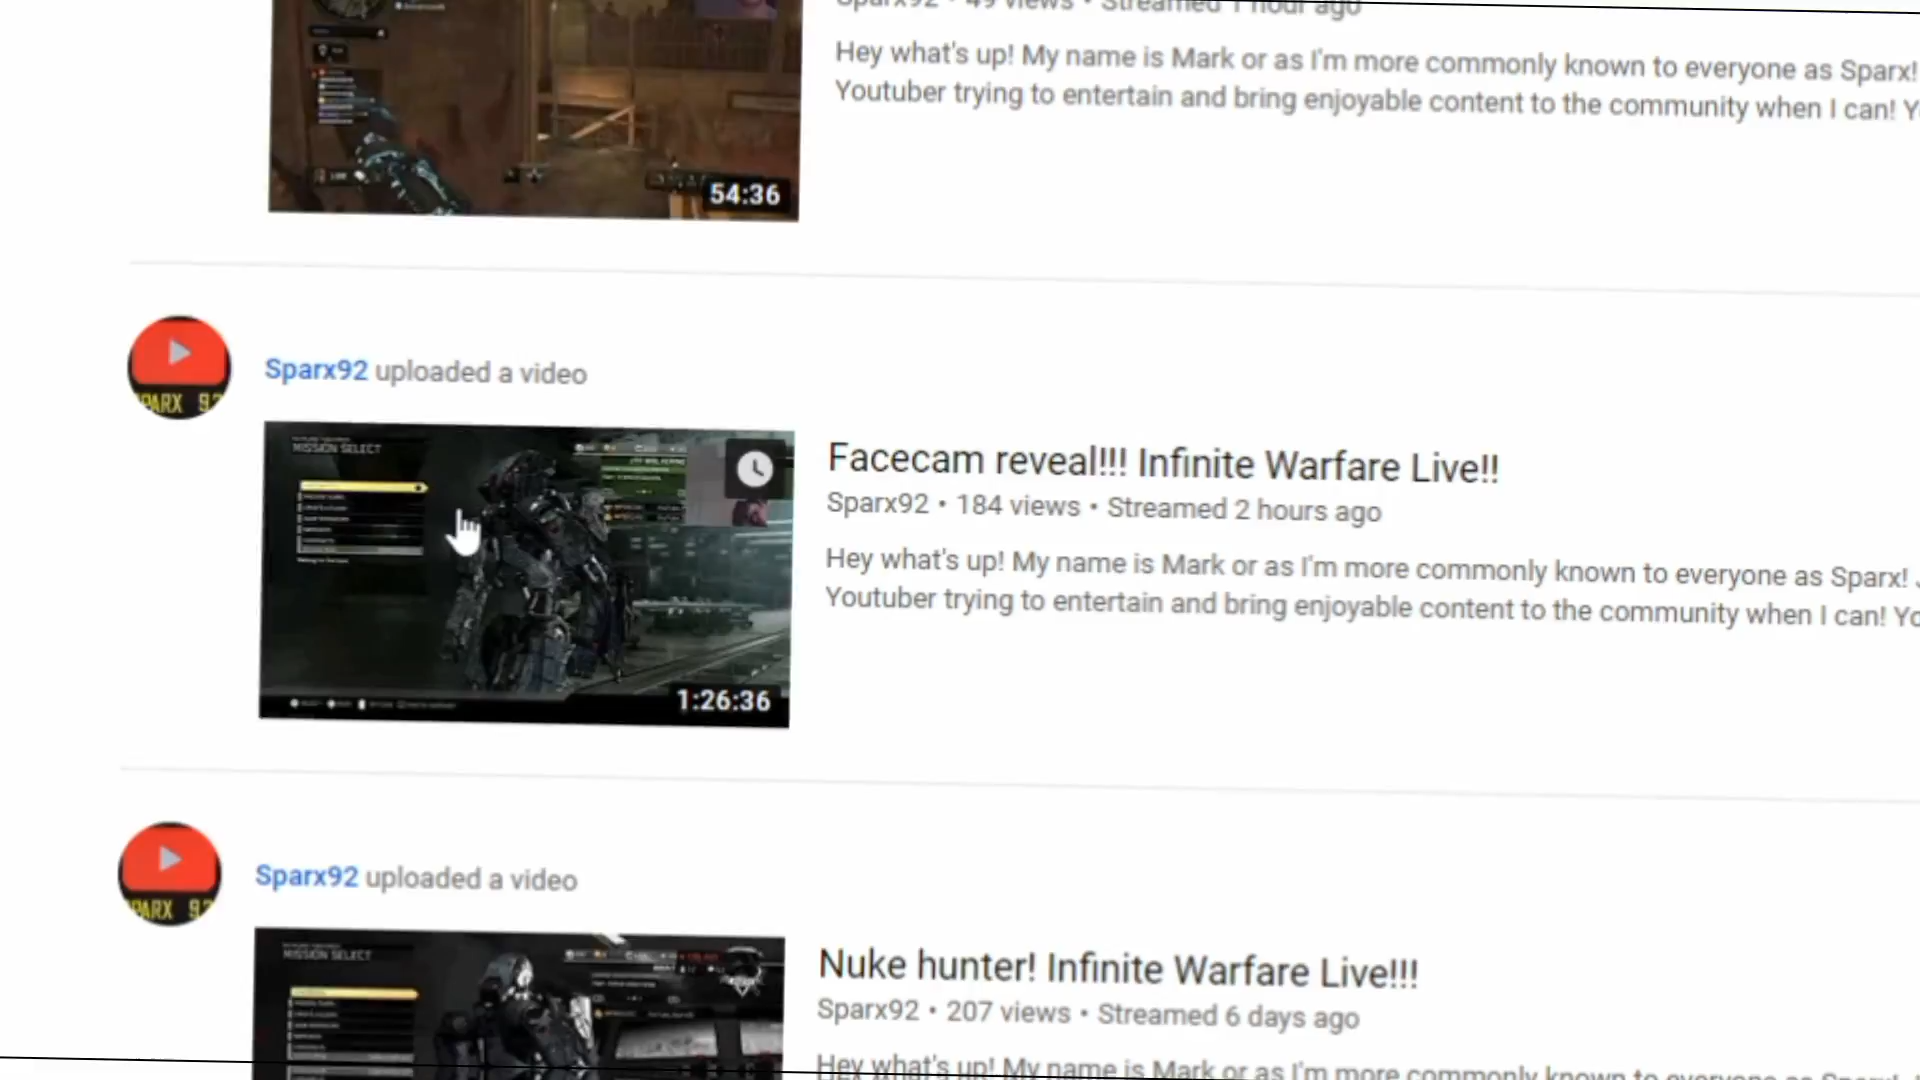 Sparx92 • 49 views • Streamed 1 hour ago
Hey what's up! My name is Mark or as I'm more commonly known to everyone as Sparx!
Youtuber trying to entertain and bring enjoyable content to the community when I can!
54:36
SPARX 92
Sparx92 uploaded a video
MISSION SELECT
Facecam reveal!!! Infinite Warfare Live!!
Sparx92 • 184 views • Streamed 2 hours ago
Hey what's up! My name is Mark or as I'm more commonly known to everyone as Sparx!
Youtuber trying to entertain and bring enjoyable content to the community when I can!
1:26:36
SPARX 92
Sparx92 uploaded a video
MISSION SELECT
Nuke hunter! Infinite Warfare Live!!!
Sparx92 • 207 views • Streamed 6 days ago
Hey what's up! My name is Mark or as I'm more commonly known to everyone as Sparx!